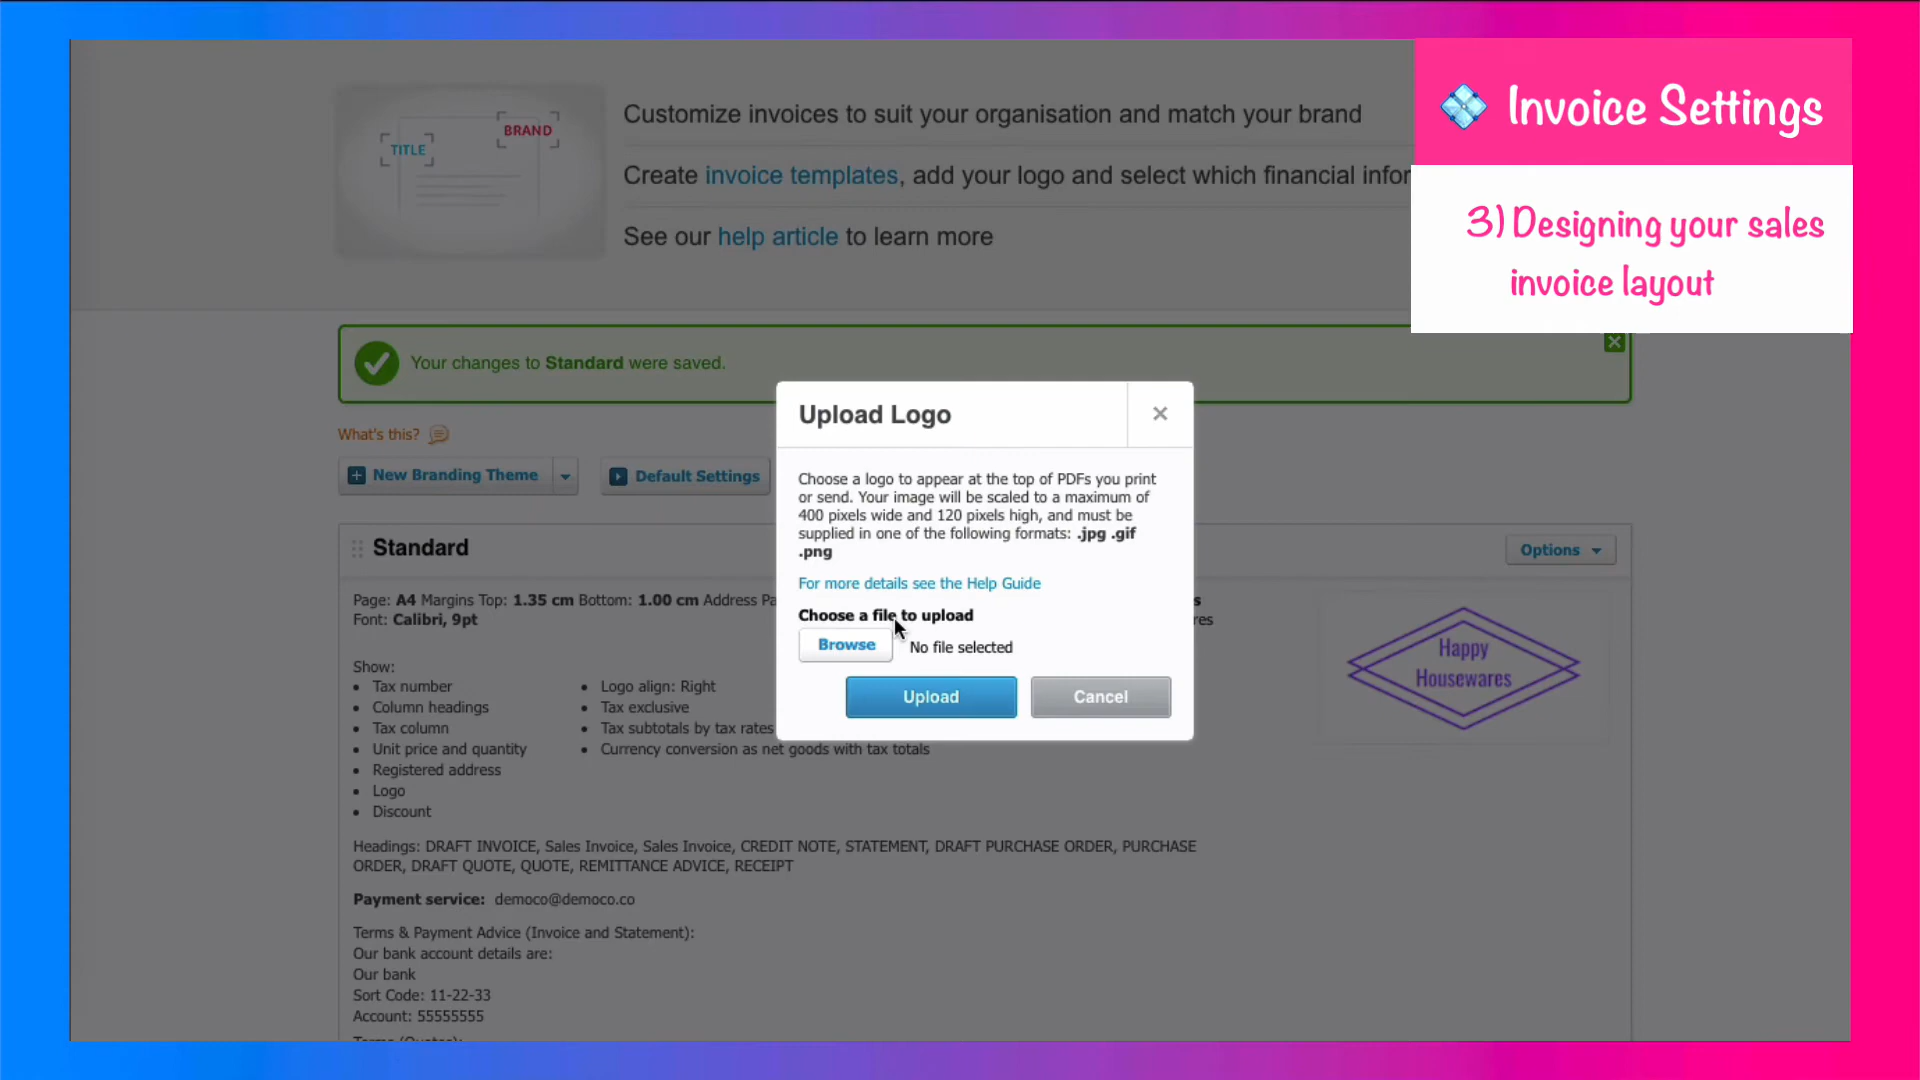 Invoice Settings
3) Designing your sales
invoice layout
TITLE
BRAND
Customize invoices to suit your organisation and match your brand
Create invoice templates, add your logo and select which financial infor
See our help article to learn more
Your changes to Standard were saved.
What's this?
New Branding Theme
Default Settings
Upload Logo
Choose a logo to appear at the top of PDFs you print
or send. Your image will be scaled to a maximum of
400 pixels wide and 120 pixels high, and must be
supplied in one of the following formats: .jpg .gif
.png
For more details see the Help Guide
Choose a file to upload
Browse
No file selected
Upload
Cancel
Standard
Options
Page: A4 Margins Top: 1.35 cm Bottom: 1.00 cm Address Pa
Font: Calibri, 9pt
Show:
Tax number
Column headings
Tax column
Unit price and quantity
Registered address
Logo
Discount
Logo align: Right
Tax exclusive
Tax subtotals by tax rates
Currency conversion as net goods with tax totals
Happy
Housewares
Headings: DRAFT INVOICE, Sales Invoice, Sales Invoice, CREDIT NOTE, STATEMENT, DRAFT PURCHASE ORDER, PURCHASE
ORDER, DRAFT QUOTE, QUOTE, REMITTANCE ADVICE, RECEIPT
Payment service: democo@democo.co
Terms & Payment Advice (Invoice and Statement):
Our bank account details are:
Our bank
Sort Code: 11-22-33
Account: 55555555